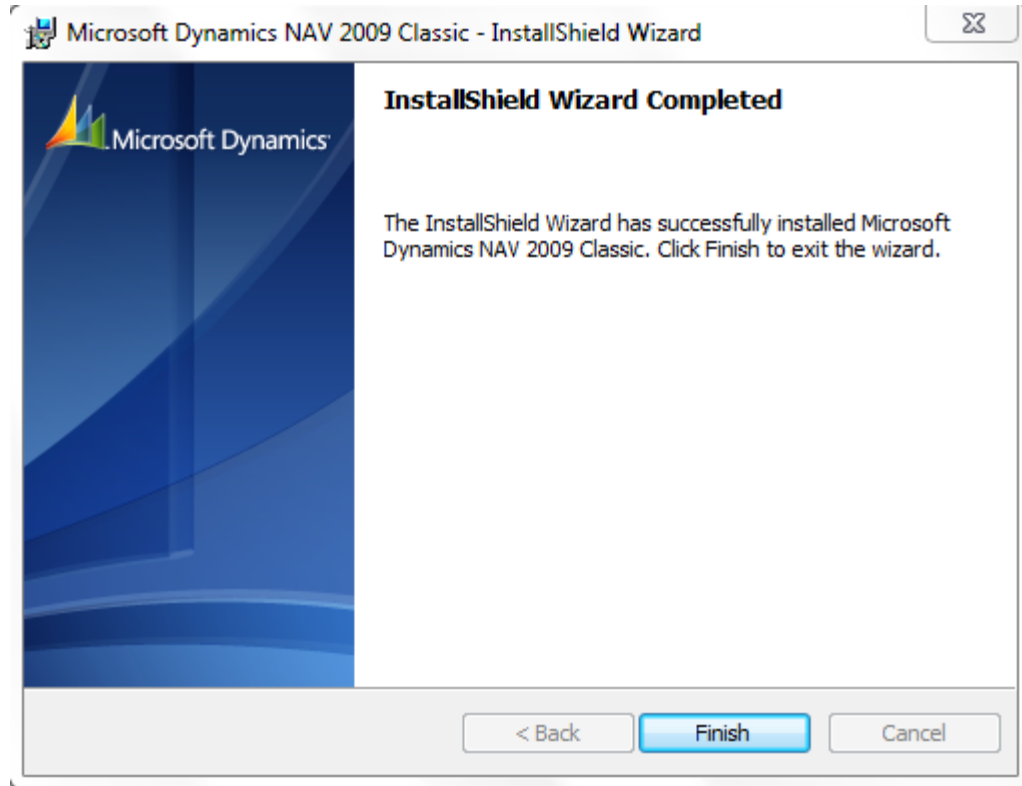 Microsoft Dynamics NAV 2009 Classic - InstallShield Wizard
Microsoft Dynamics
InstallShield Wizard Completed
The InstallShield Wizard has successfully installed Microsoft
Dynamics NAV 2009 Classic. Click Finish to exit the wizard.
< Back Finish Cancel